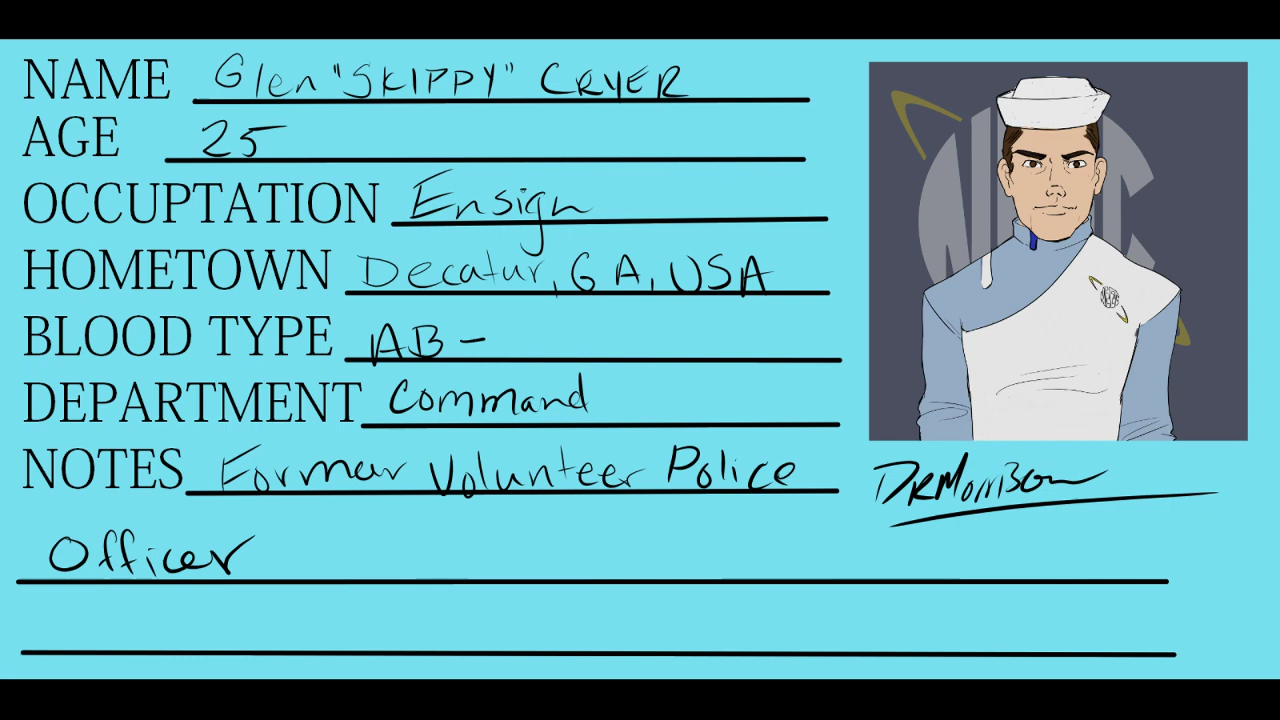 NAME Glen "SKIPPY" CRYER
AGE 25
OCCUPTATION Ensign
HOMETOWN Decatur, GA, USA
BLOOD TYPE AB-
DEPARTMENT Command
NOTES Former Volunteer Police
DRMorrison
Officer